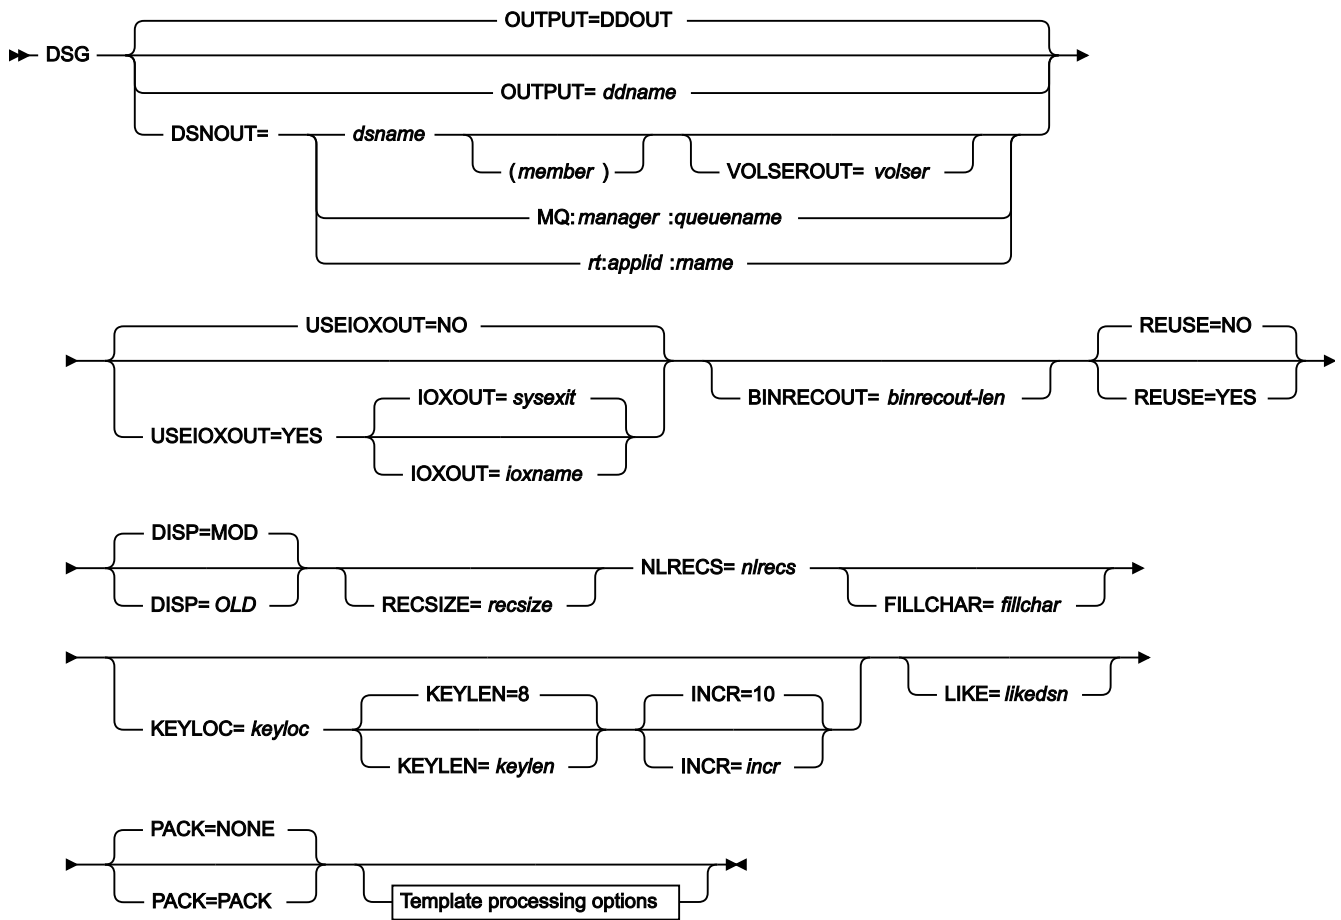 OUTPUT=DDOUT
DSG
OUTPUT= ddname
DSNOUT= dsname
(member )
VOLSEROUT= volser
MQ:manager :queuename
rt:applid :rname
USEIOXOUT=NO
REUSE=NO
IOXOUT= sysexit
BINRECOUT= binrecout-len
REUSE=YES
USEIOXOUT=YES
IOXOUT= ioxname
DISP=MOD
NLRECS= nlrecs
DISP= OLD
RECSIZE= recsize
FILLCHAR= fillchar
KEYLEN=8
INCR=10
LIKE= likedsn
KEYLOC= keyloc
KEYLEN= keylen
INCR= incr
PACK=NONE
PACK=PACK
Template processing options